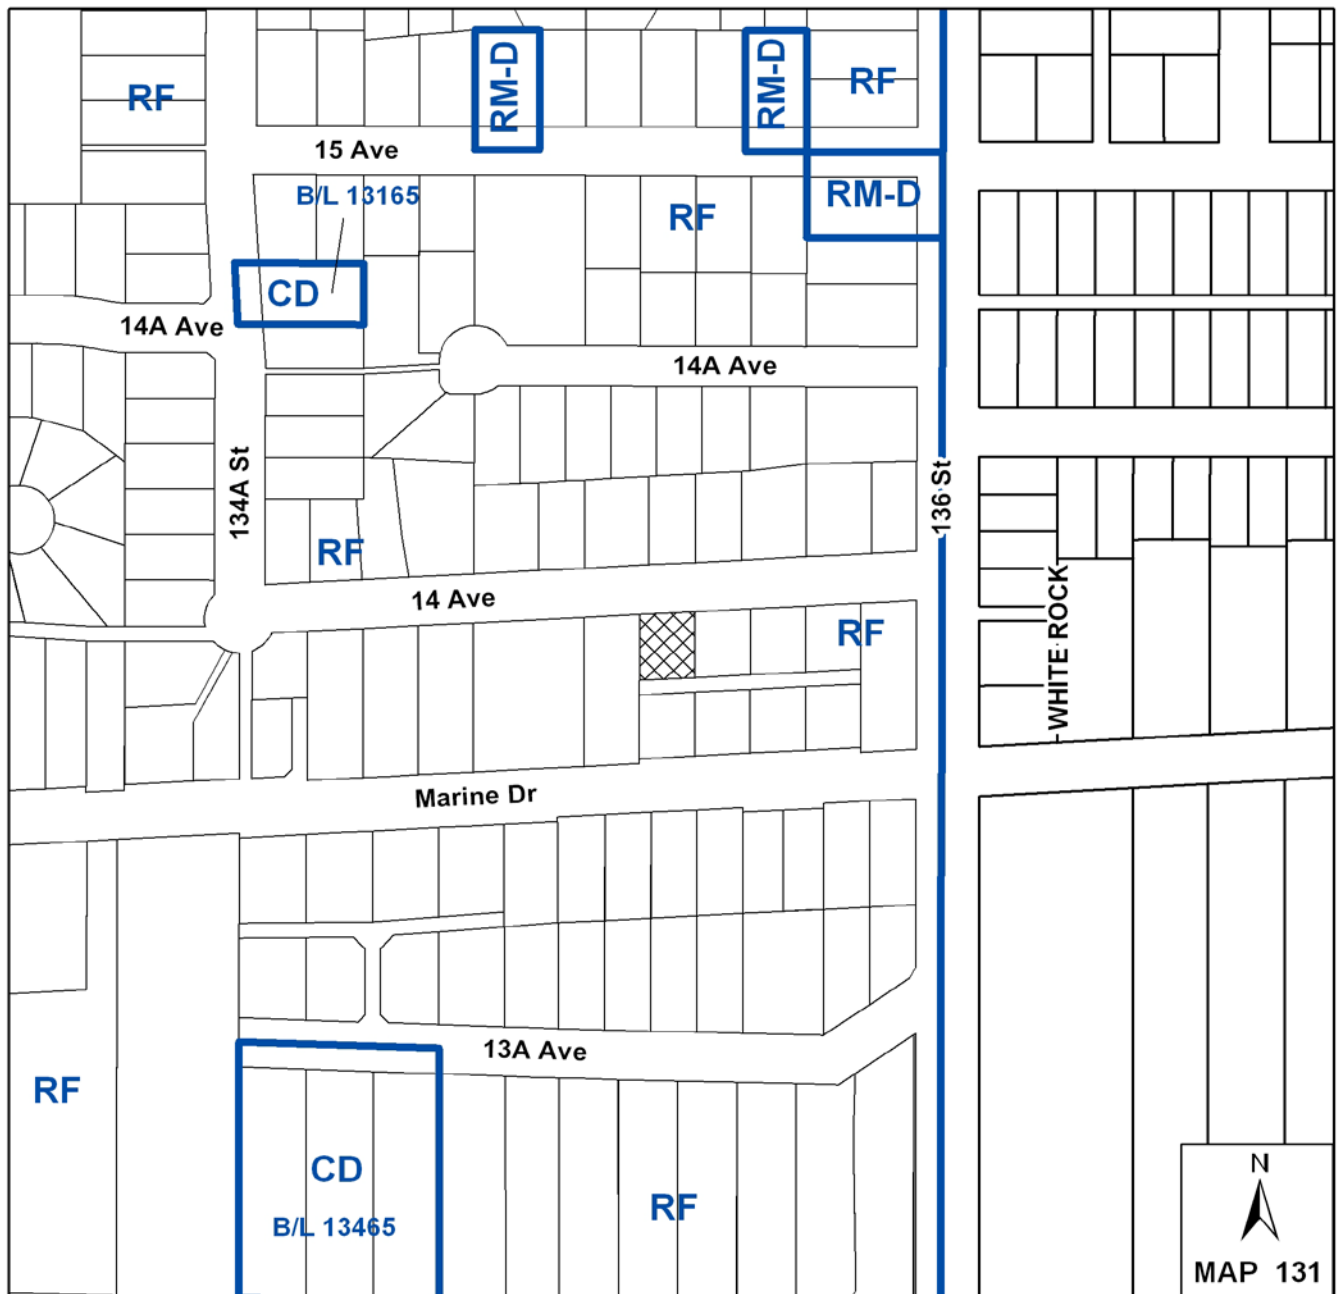 RM-D
RM-D
RF
RF
15 Ave
B/L 13165
RM-D
RF
CD
14A Ave
14A Ave
134A St
136 St
RF
14 Ave
RF
WHITE ROCK
Marine Dr
13A Ave
RF
CD
B/L 13465
RF
N
MAP 131